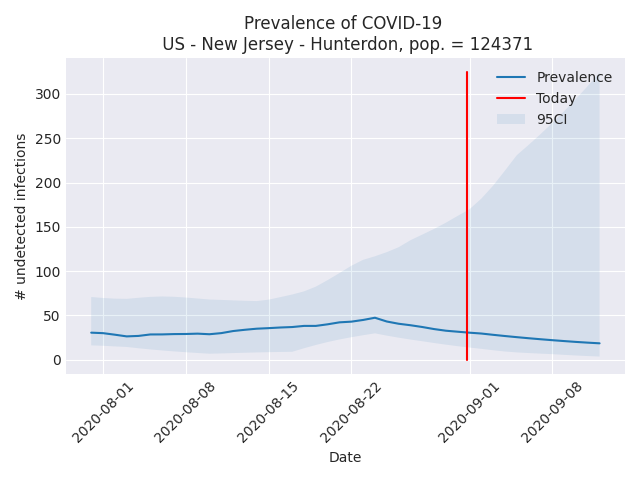 Prevalence of COVID-19
US - New Jersey - Hunterdon, pop. = 124371
Prevalence
Today
95CI
# undetected infections
300
250
200
150
100
50
0
2020-08-01
2020-08-08
2020-08-15
2020-08-22
2020-09-01
2020-09-08
Date